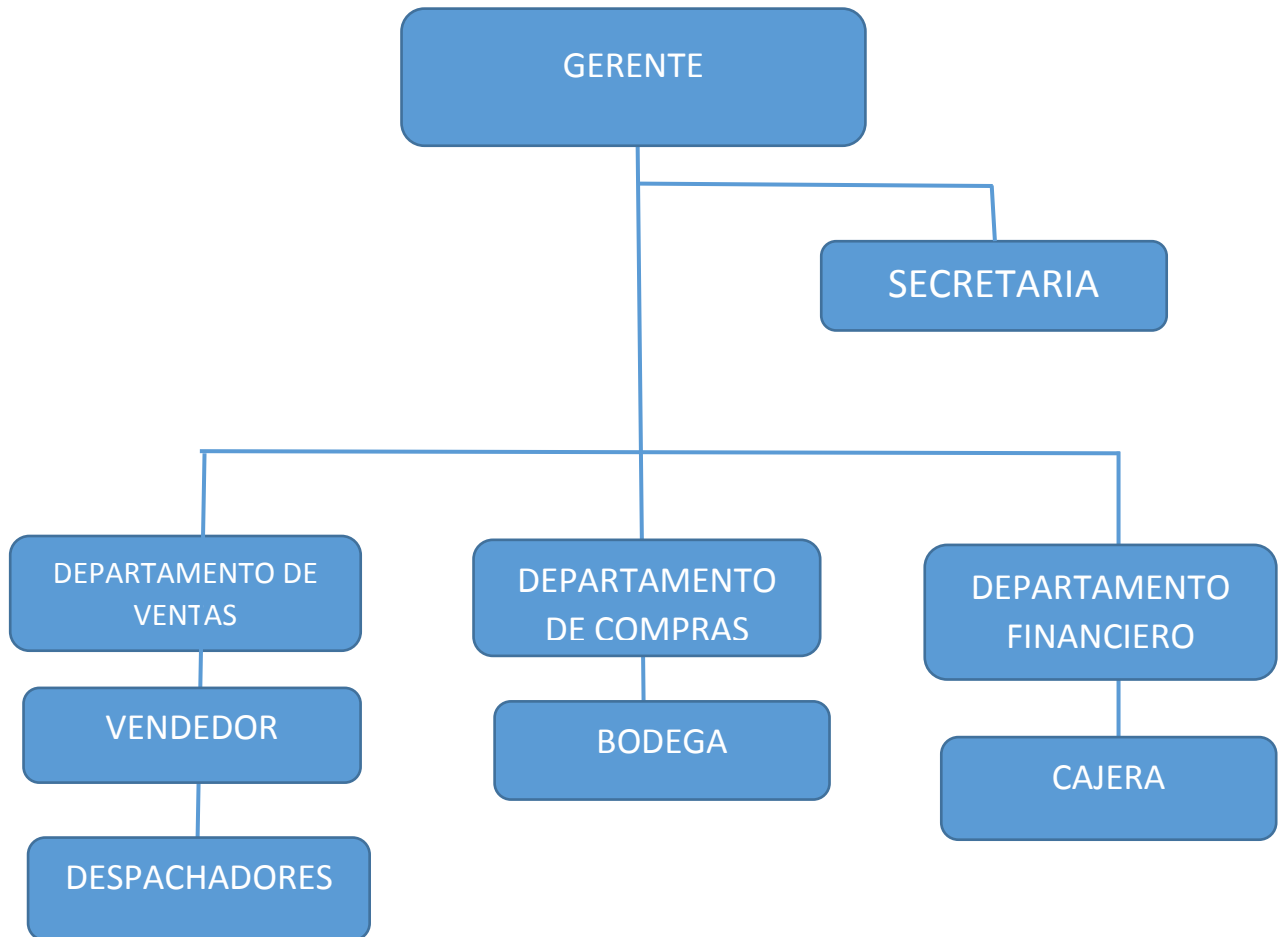 GERENTE
SECRETARIA
DEPARTAMENTO DE
VENTAS
DEPARTAMENTO
DE COMPRAS
DEPARTAMENTO
FINANCIERO
VENDEDOR
BODEGA
CAJERA
DESPACHADORES